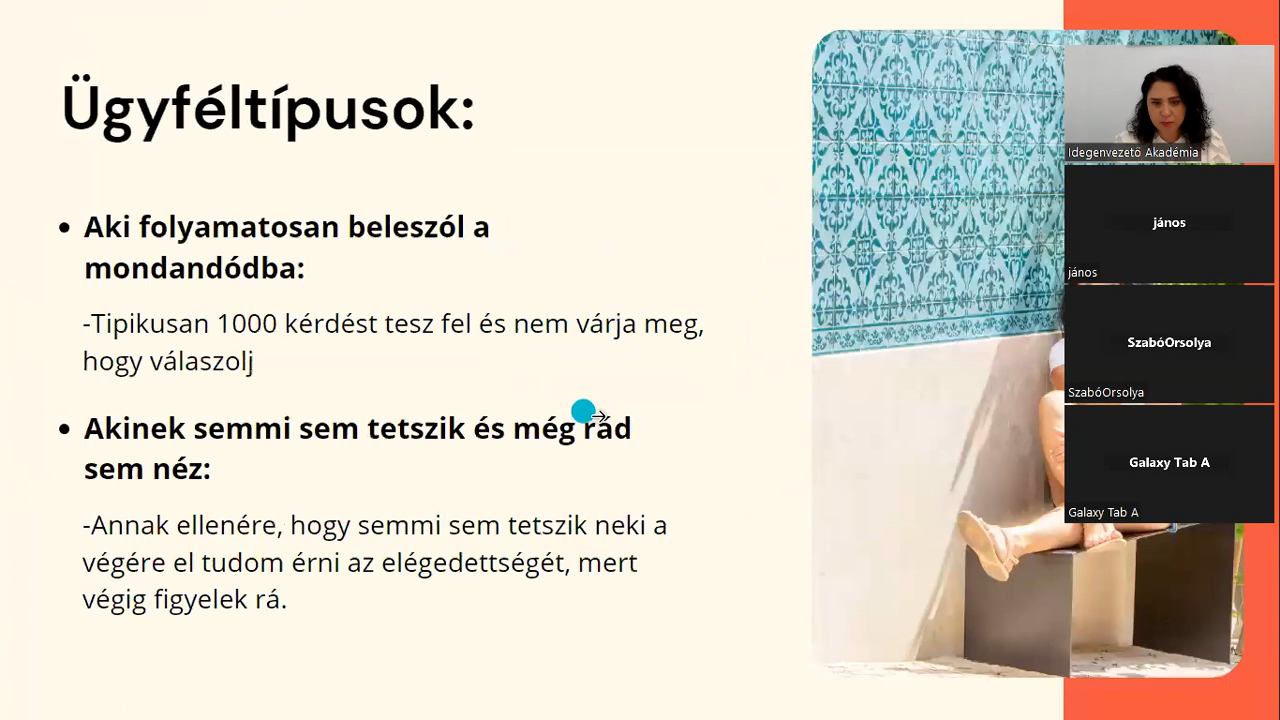 Ügyféltípusok:
• Aki folyamatosan beleszól a
mondandódba:
-Tipikusan 1000 kérdést tesz fel és nem várja meg,
hogy válaszolj
• Akinek semmi sem tetszik és még rád
sem néz:
-Annak ellenére, hogy semmi sem tetszik neki a
végére el tudom érni az elégedettségét, mert
végig figyelek rá.
Idegenvezető Akadémia
jános
jános
SzabóOrsolya
SzabóOrsolya
Galaxy Tab A
Galaxy Tab A